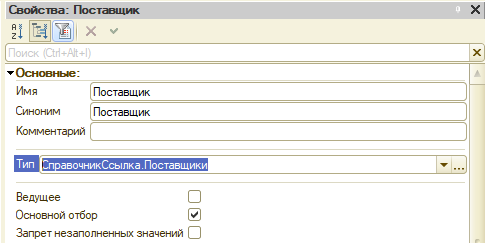 Свойства: Поставщик
Поиск (Ctrl+Alt+I)
Основные:
Имя Поставщик
Синоним Поставщик
Комментарий
Тип СправочникСсылка.Поставщики
Ведущее
Основной отбор
Запрет незаполненных значений